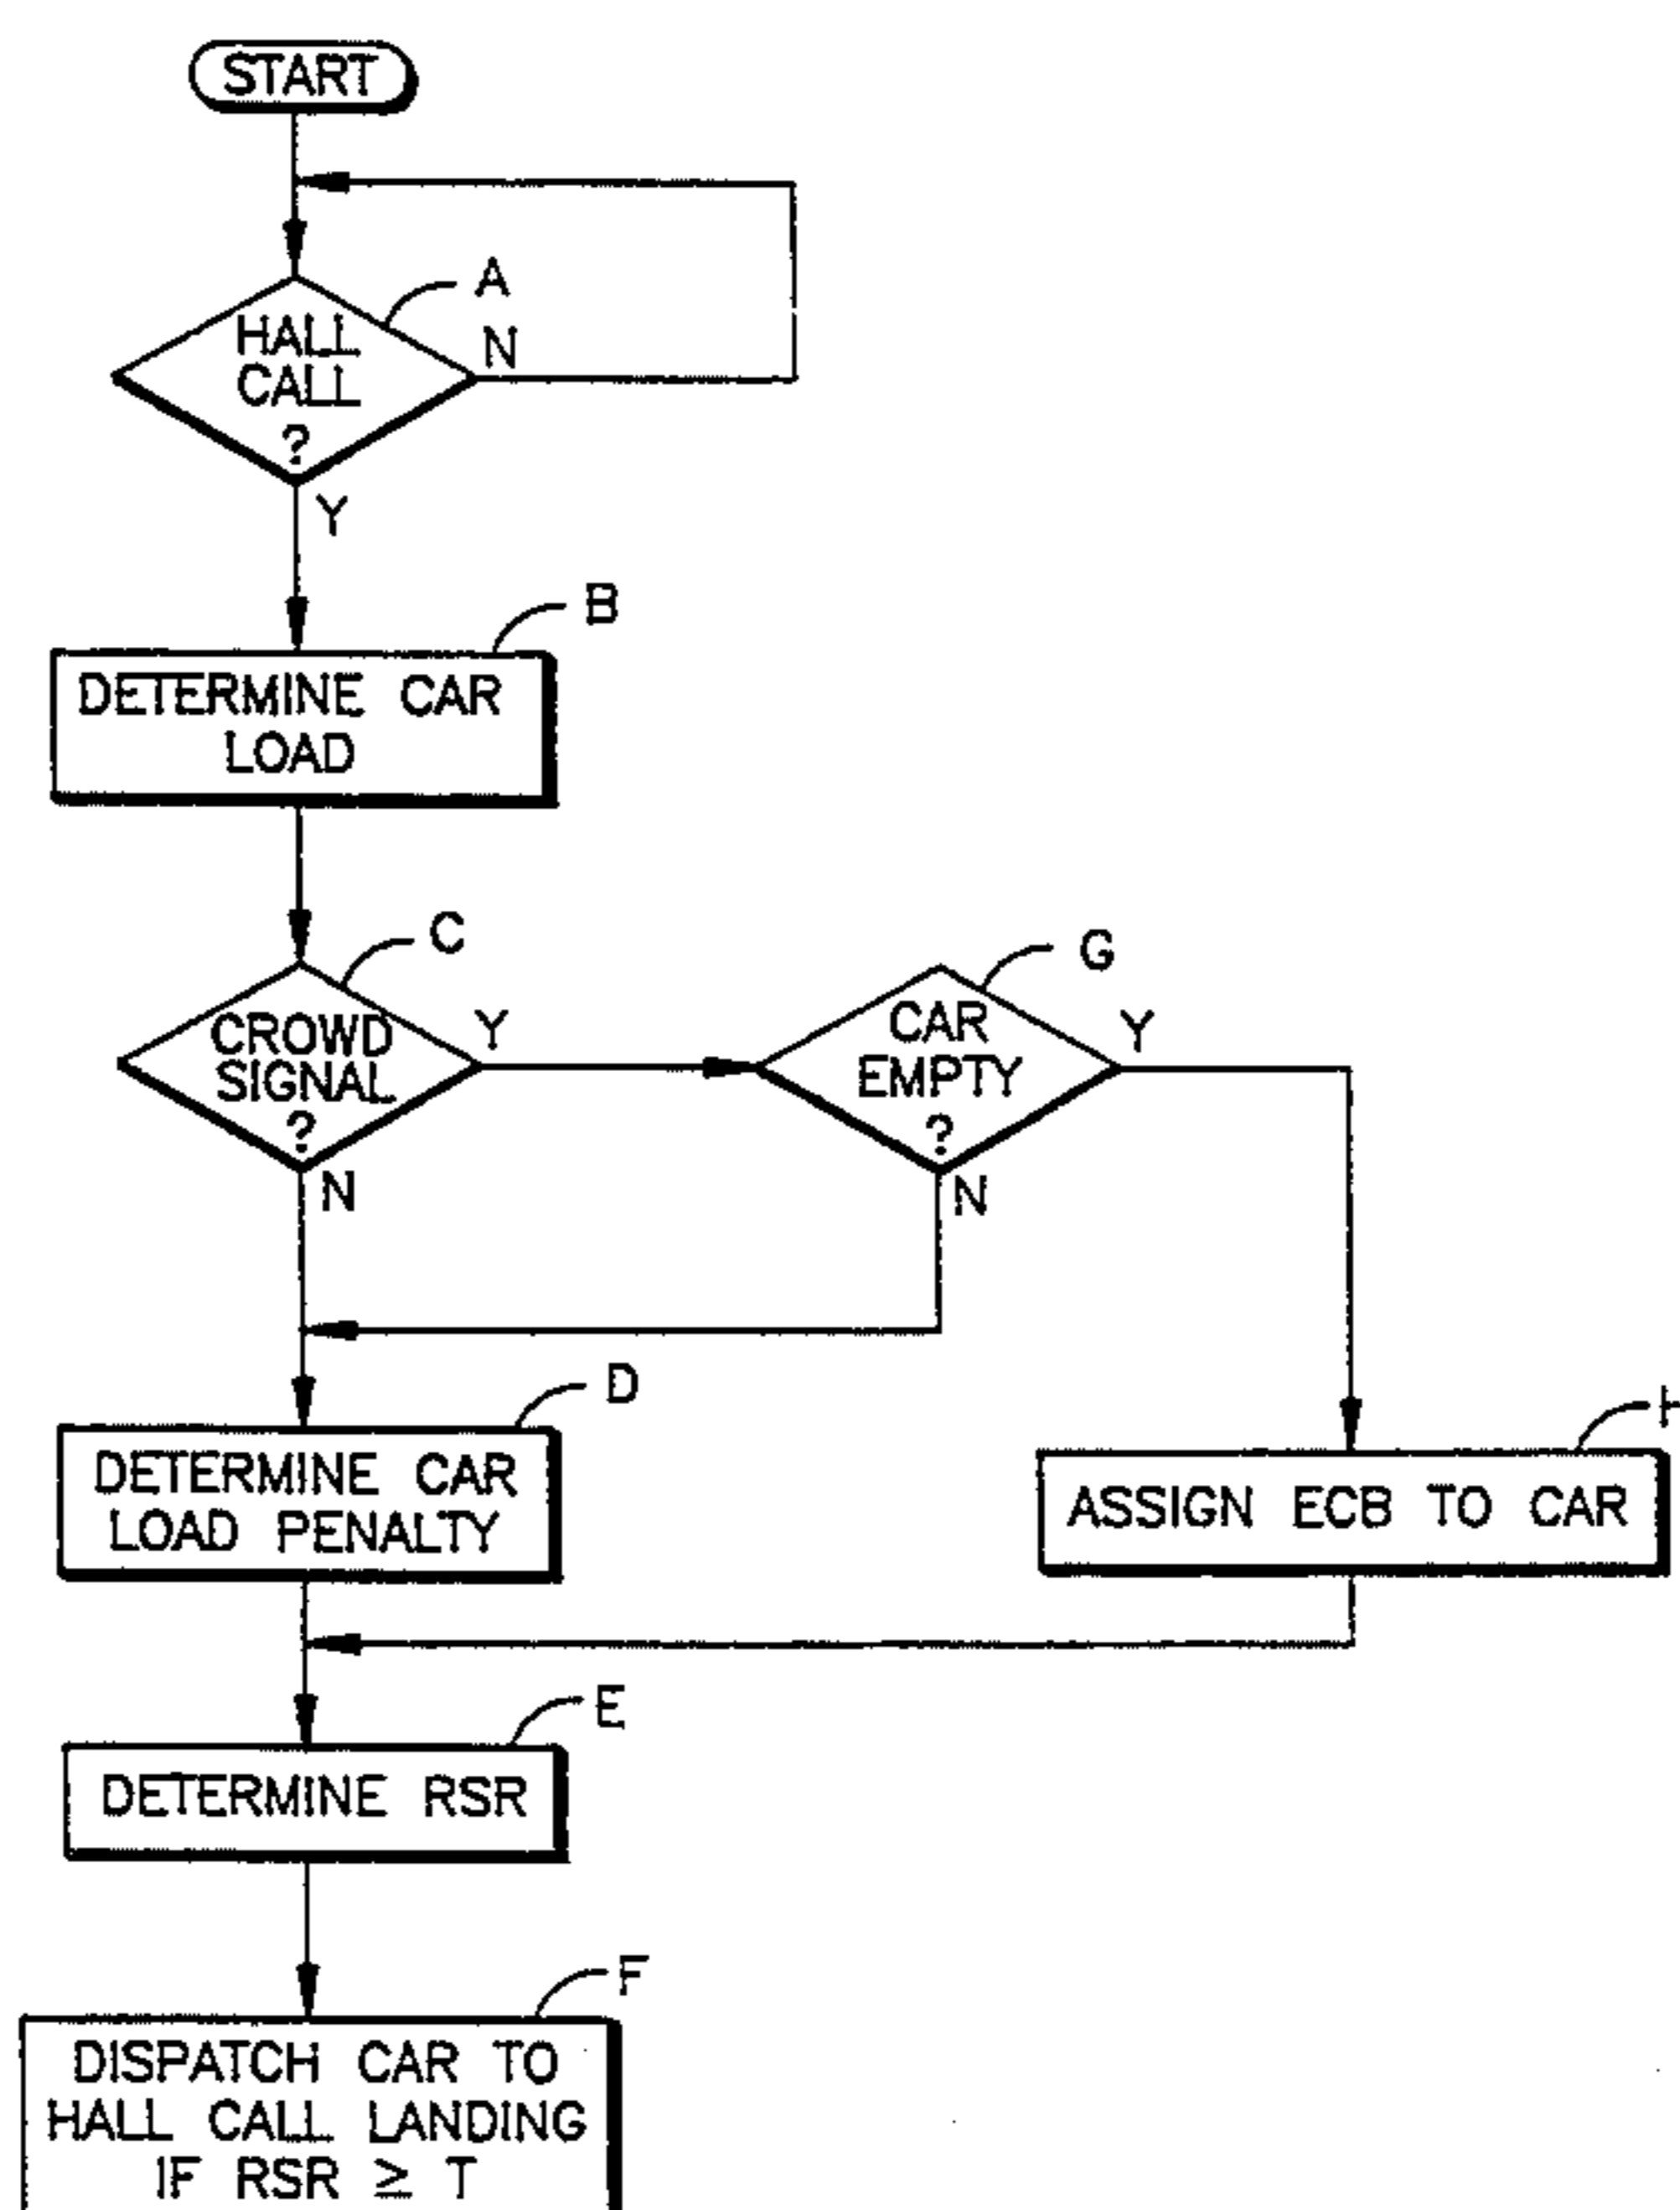 START
A
HALL
CALL
?
N
Y
B
DETERMINE CAR
LOAD
C
CROWD
SIGNAL
?
Y
N
G
CAR
EMPTY
?
Y
N
D
DETERMINE CAR
LOAD PENALTY
ASSIGN ECB TO CAR
E
DETERMINE RSR
F
DISPATCH CAR TO
HALL CALL LANDING
IF RSR ≥ T